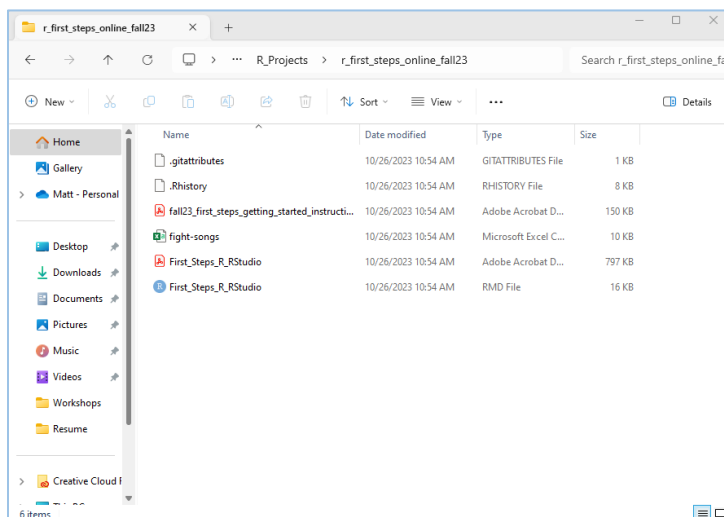 r_first_steps_online_fall23
R_Projects > r_first_steps_online_fall23 Search r_first_steps_online_fa
New Sort View ... Details
Name Date modified Type Size
Home
Gallery
Matt - Personal
Desktop
Downloads
Documents
Pictures
Music
Videos
Workshops
Resume
Creative Cloud F
.gitattributes 10/26/2023 10:54 AM GITATTRIBUTES File 1 KB
.Rhistory 10/26/2023 10:54 AM RHISTORY File 8 KB
fall23_first_steps_getting_started_instructi... 10/26/2023 10:54 AM Adobe Acrobat D... 150 KB
fight-songs 10/26/2023 10:54 AM Microsoft Excel C... 10 KB
First_Steps_R_RStudio 10/26/2023 10:54 AM Adobe Acrobat D... 797 KB
First_Steps_R_RStudio 10/26/2023 10:54 AM RMD File 16 KB
6 items